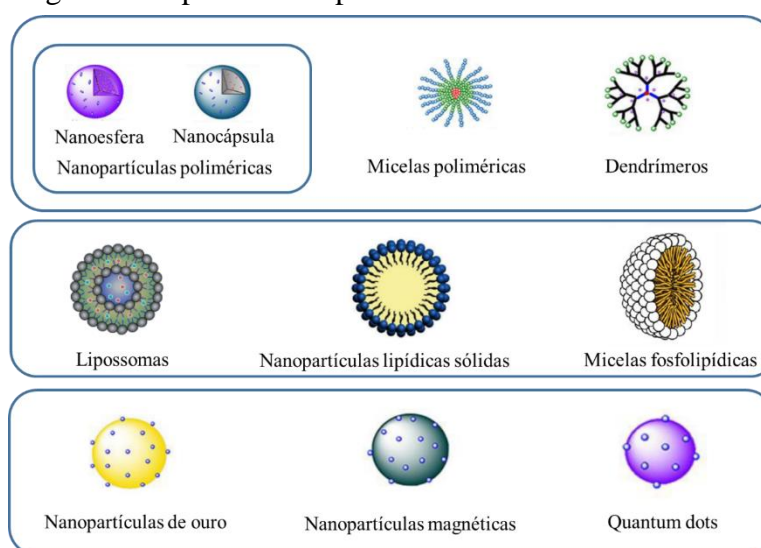 Nanoesfera Nanocápsula
Nanopartículas poliméricas
Micelas poliméricas
Dendrímeros
Lipossomas
Nanopartículas lipídicas sólidas
Micelas fosfolipídicas
Nanopartículas de ouro
Nanopartículas magnéticas
Quantum dots